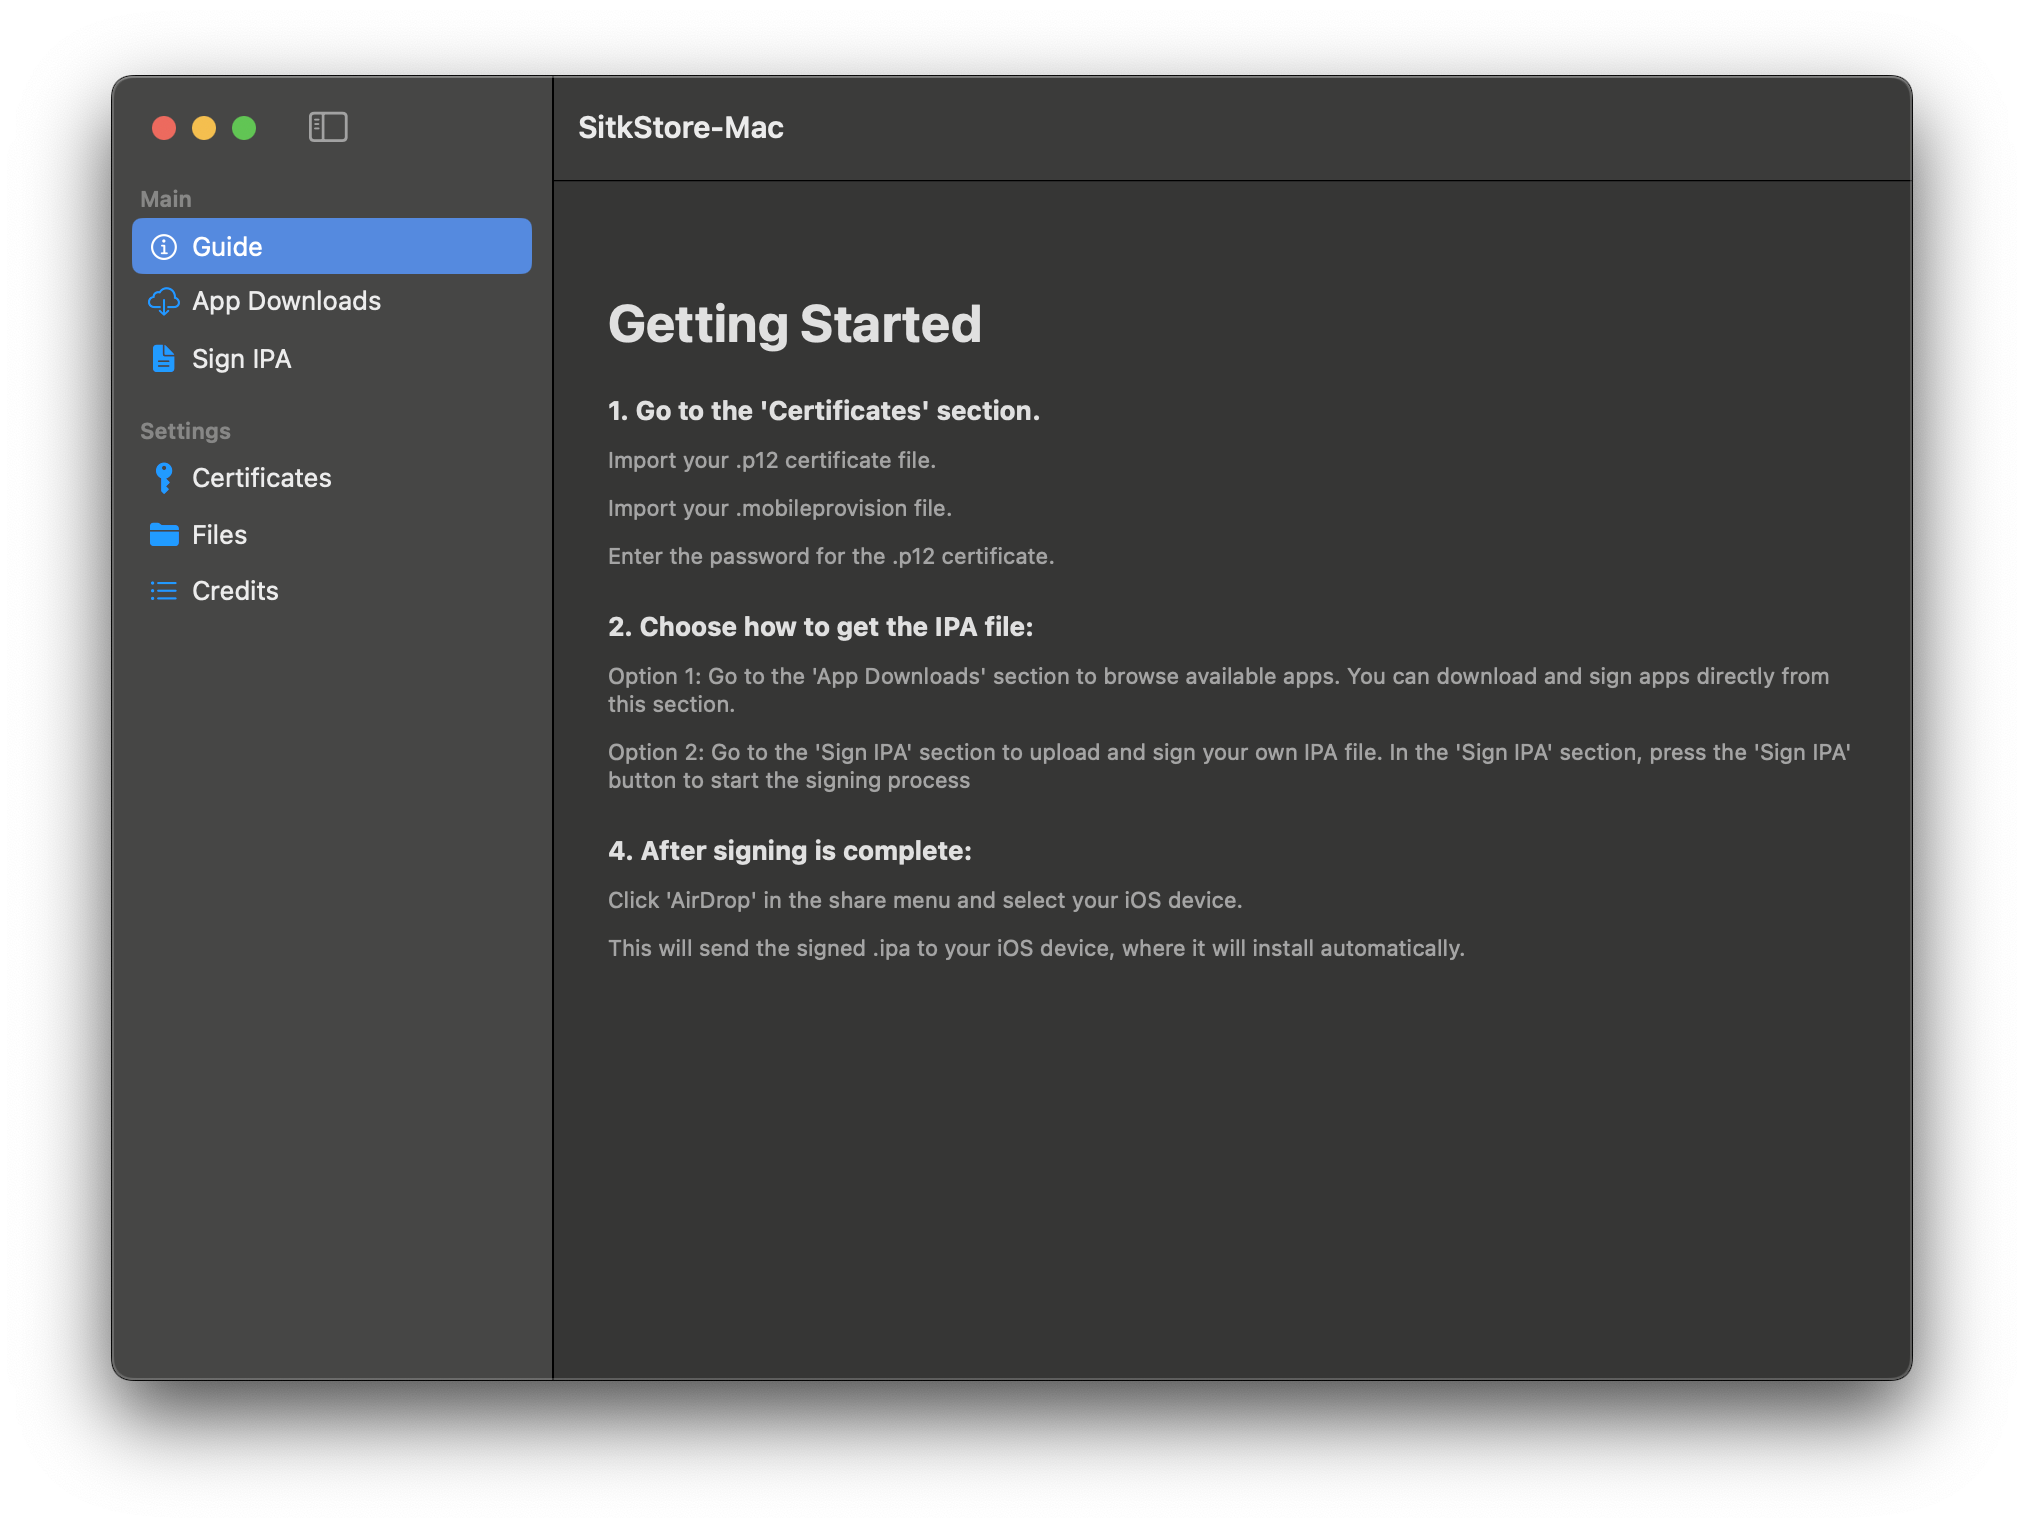 SitkStore-Mac
Main
Guide
App Downloads
Sign IPA
Settings
Certificates
Files
Credits
Getting Started
1. Go to the 'Certificates' section.
Import your .p12 certificate file.
Import your .mobileprovision file.
Enter the password for the .p12 certificate.
2. Choose how to get the IPA file:
Option 1: Go to the 'App Downloads' section to browse available apps. You can download and sign apps directly from
this section.
Option 2: Go to the 'Sign IPA' section to upload and sign your own IPA file. In the 'Sign IPA' section, press the 'Sign IPA'
button to start the signing process
4. After signing is complete:
Click 'AirDrop' in the share menu and select your iOS device.
This will send the signed .ipa to your iOS device, where it will install automatically.